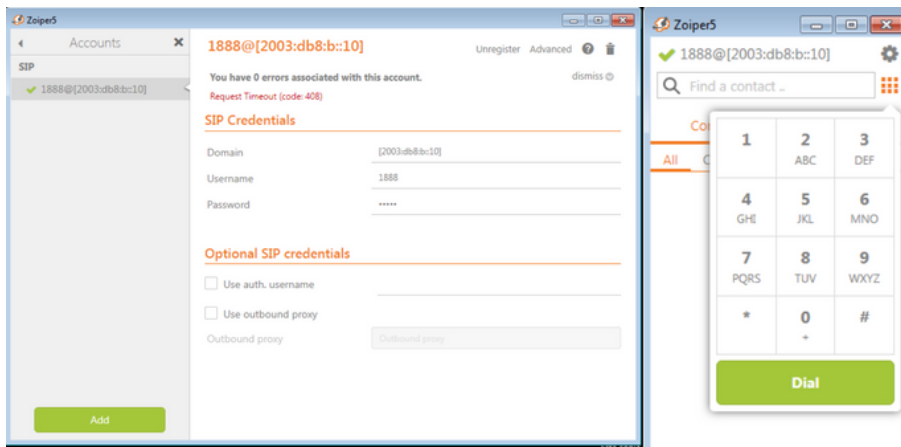 Zoiper5
Accounts
SIP
1888@[2003:db8:b::10]
Add
1888@[2003:db8:b::10]
Unregister Advanced
You have 0 errors associated with this account.
dismiss
Request Timeout (code: 408)
SIP Credentials
Domain [2003:db8:b::10]
Username 1888
Password •••••
Optional SIP credentials
Use auth. username
Use outbound proxy
Outbound proxy Outbound proxy
Zoiper5
1888@[2003:db8:b::10]
Find a contact ..
Co
All C
1 2 3
ABC DEF
4 5 6
GHI JKL MNO
7 8 9
PQRS TUV WXYZ
* 0 #
+
Dial